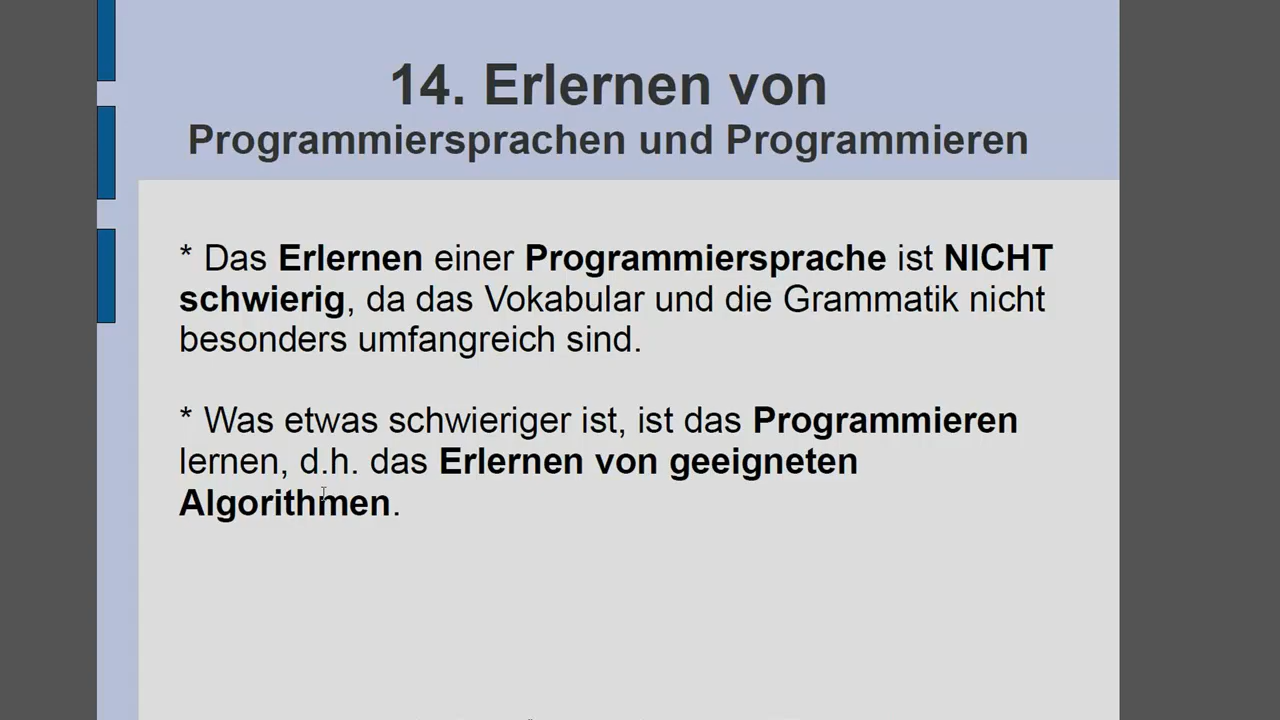 14. Erlernen von
Programmiersprachen und Programmieren
* Das Erlernen einer Programmiersprache ist NICHT
schwierig, da das Vokabular und die Grammatik nicht
besonders umfangreich sind.
* Was etwas schwieriger ist, ist das Programmieren
lernen, d.h. das Erlernen von geeigneten
Algorithmen.